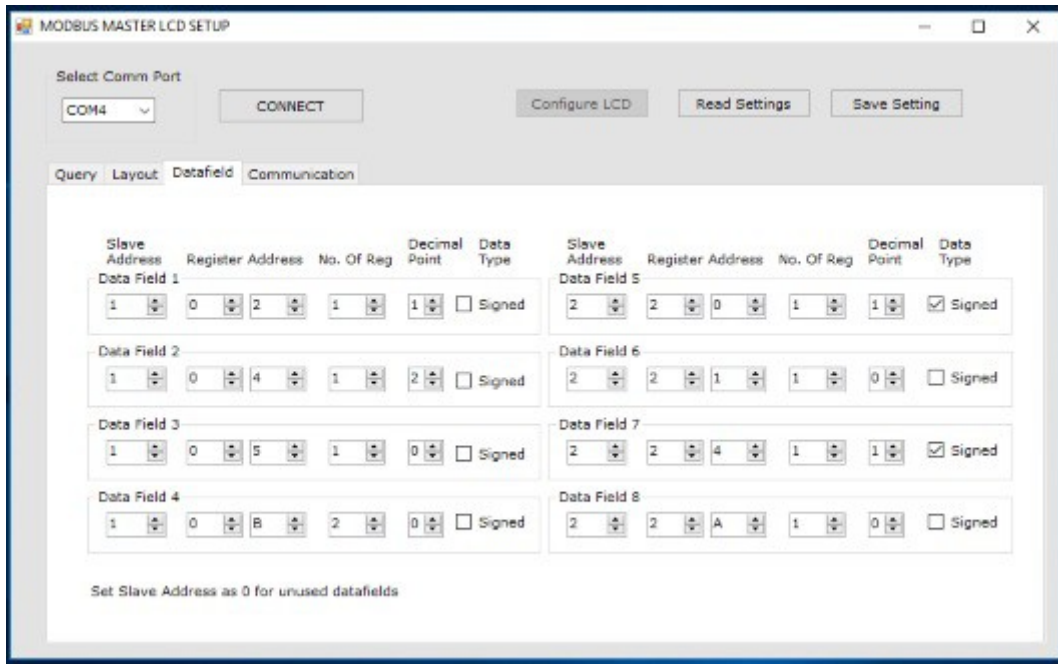 MODBUS MASTER LCD SETUP
Select Comm Port
COM4 CONNECT Configure LCD Read Settings Save Setting
Query Layout Datafield Communication
Slave Address Register Address No. Of Reg Decimal Point Data Type
Data Field 1
1 0 2 1 1 Signed
Data Field 2
1 0 4 1 2 Signed
Data Field 3
1 0 5 1 0 Signed
Data Field 4
1 0 B 2 0 Signed
Slave Address Register Address No. Of Reg Decimal Point Data Type
Data Field 5
2 2 0 1 1 Signed
Data Field 6
2 2 1 1 0 Signed
Data Field 7
2 2 4 1 1 Signed
Data Field 8
2 2 A 1 0 Signed
Set Slave Address as 0 for unused datafields